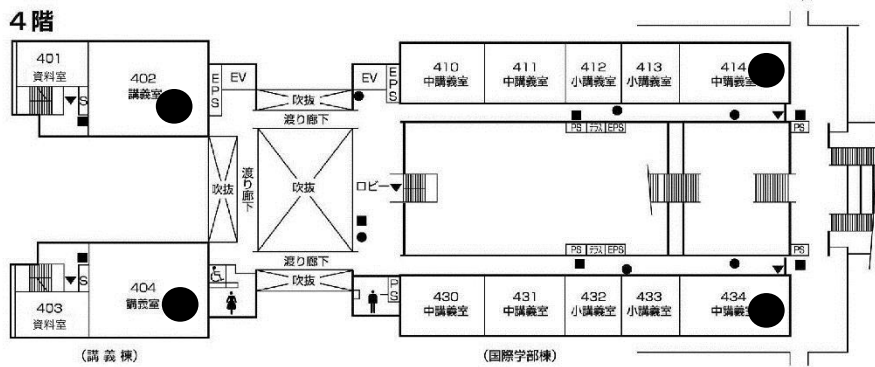 4階
401
資料室
S
402
講義室
EPS
EV
吹抜
渡り廊下
EV
EPS
410
中講義室
411
中講義室
412
小講義室
413
小講義室
414
中講義室
PS テラス EPS
PS
吹抜
渡り廊下
吹抜
ロビー
渡り廊下
吹抜
PS テラス EPS
PS
S
403
資料室
404
講義室
PS
430
中講義室
431
中講義室
432
小講義室
433
小講義室
434
中講義室
(講義棟)
(国際学部棟)